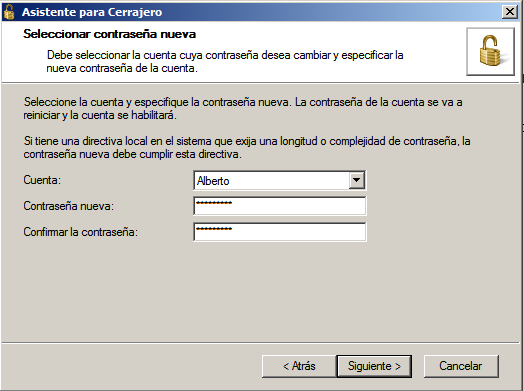 Asistente para Cerrajero
Seleccionar contraseña nueva
Debe seleccionar la cuenta cuya contraseña desea cambiar y especificar la
nueva contraseña de la cuenta.
Seleccione la cuenta y especifique la contraseña nueva. La contraseña de la cuenta se va a
reiniciar y la cuenta se habilitará.
Si tiene una directiva local en el sistema que exija una longitud o complejidad de contraseña, la
contraseña nueva debe cumplir esta directiva.
Cuenta: Alberto
Contraseña nueva: *********
Confirmar la contraseña: *********
< Atrás Siguiente > Cancelar